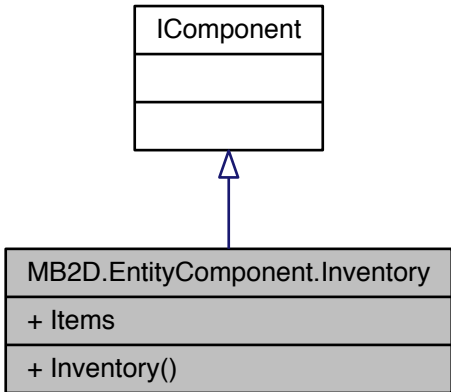 IComponent
MB2D.EntityComponent.Inventory
+ Items
+ Inventory()